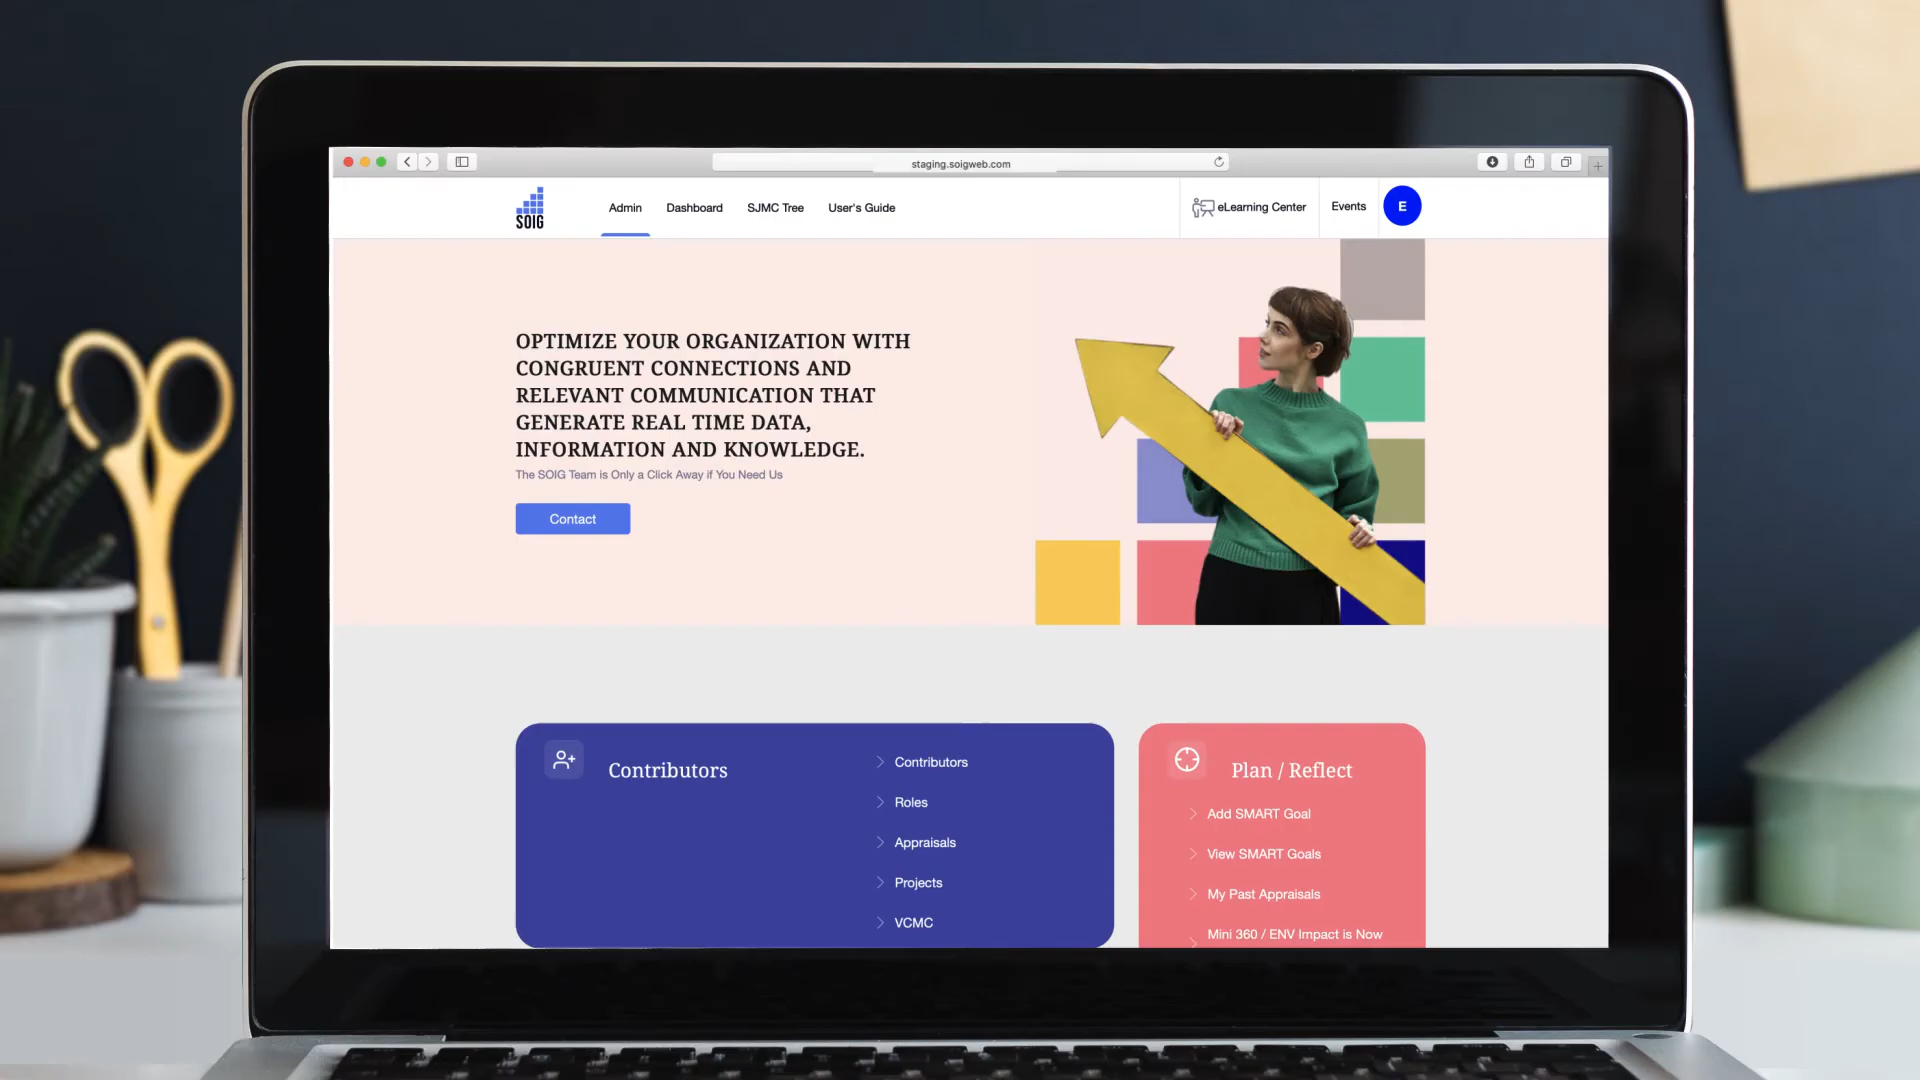 staging.soigweb.com
SOIG
Admin
Dashboard
SJMC Tree
User's Guide
eLearning Center
Events
E
OPTIMIZE YOUR ORGANIZATION WITH
CONGRUENT CONNECTIONS AND
RELEVANT COMMUNICATION THAT
GENERATE REAL TIME DATA,
INFORMATION AND KNOWLEDGE.
The SOIG Team is Only a Click Away if You Need Us
Contact
Contributors
Contributors
Roles
Appraisals
Projects
VCMC
Plan / Reflect
Add SMART Goal
View SMART Goals
My Past Appraisals
Mini 360 / ENV Impact is Now